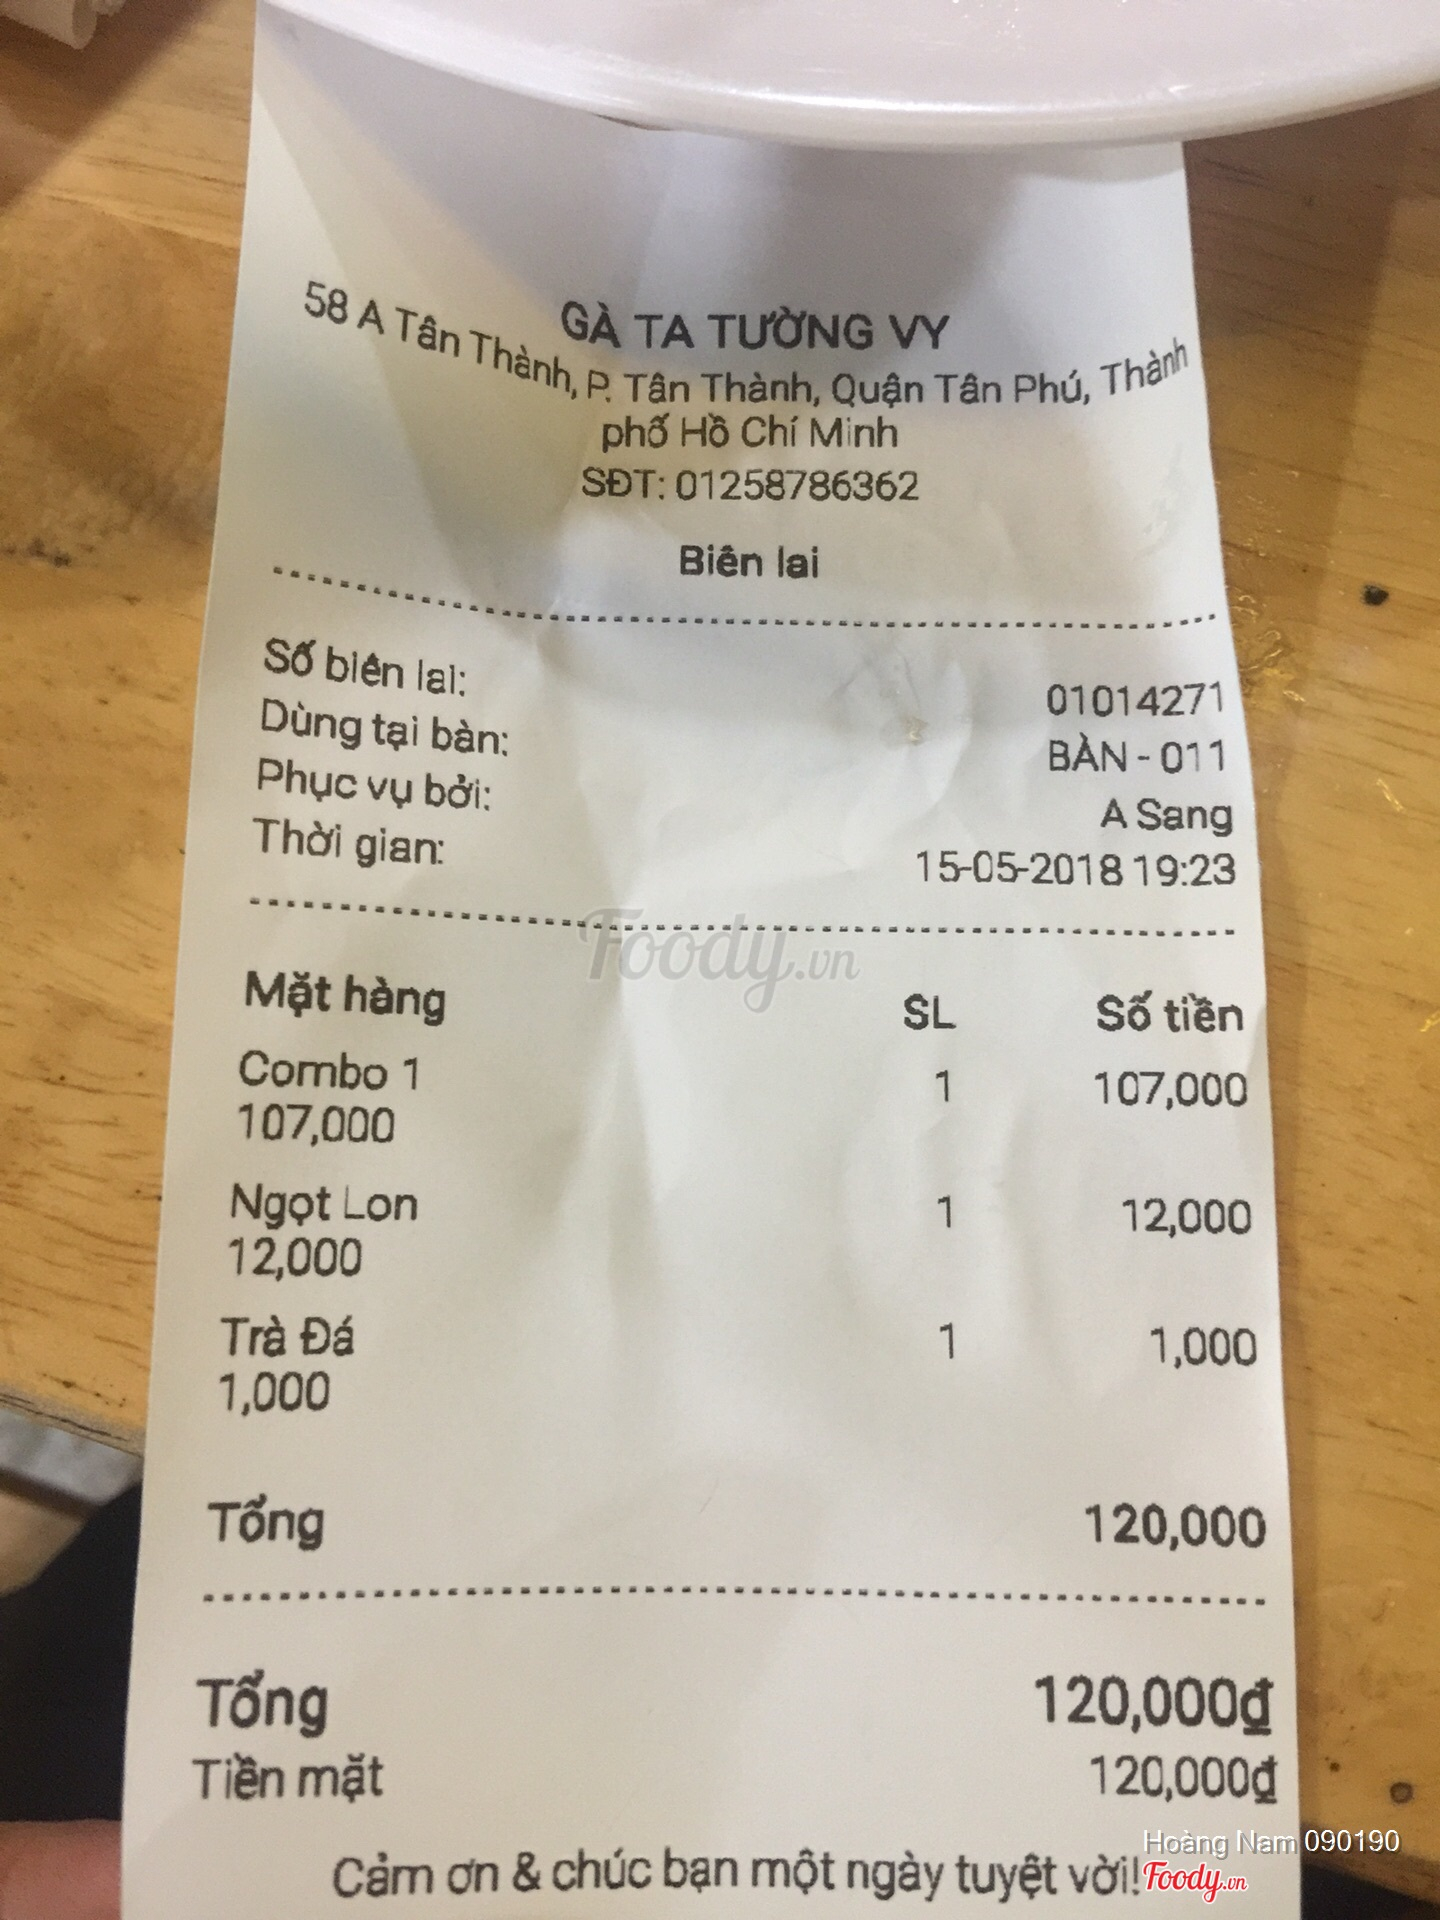 GÀ TA TƯỜNG VY
58 A Tân Thành, P. Tân Thành, Quận Tân Phú, Thành
phố Hồ Chí Minh
SĐT: 01258786362
Biên lai
Số biên lai: 01014271
Dùng tại bàn: BÀN - 011
Phục vụ bởi: A Sang
Thời gian: 15-05-2018 19:23
Foody.vn
Mặt hàng SL Số tiền
Combo 1 1 107,000
107,000
Ngọt Lon 1 12,000
12,000
Trà Đá 1 1,000
1,000
Tổng 120,000
Tổng 120,000₫
Tiền mặt 120,000₫
Cảm ơn & chúc bạn một ngày tuyệt vời!
Hoàng Nam 090190
Foody.vn